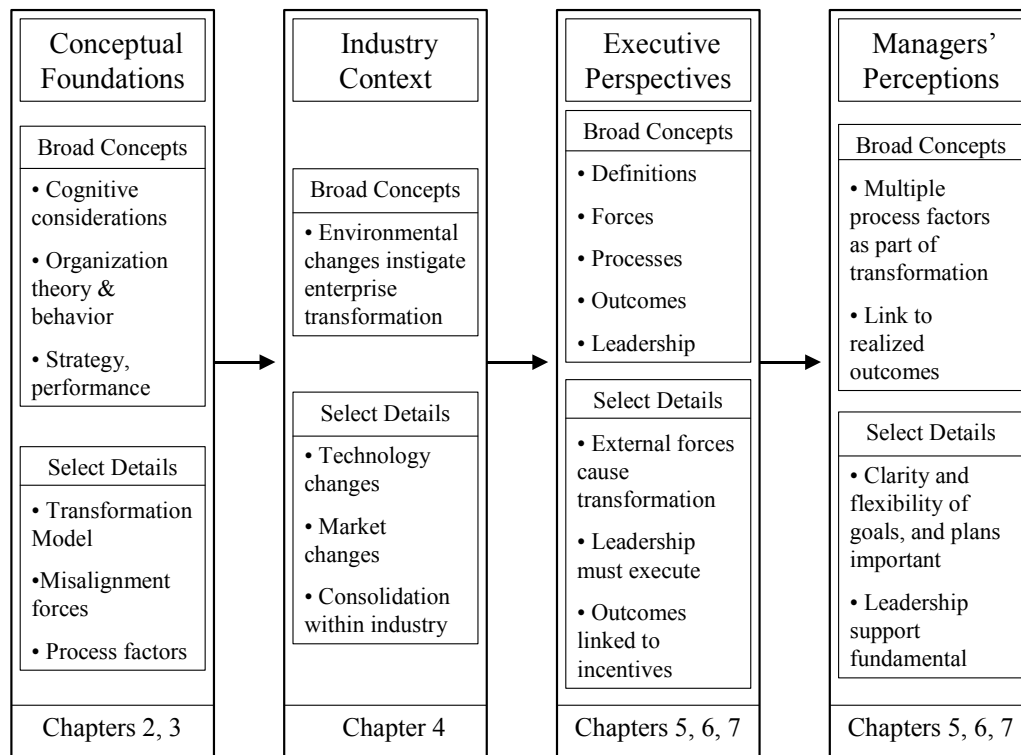 Conceptual
Foundations
Broad Concepts
• Cognitive
considerations
• Organization
theory &
behavior
• Strategy,
performance
Select Details
• Transformation
Model
•Misalignment
forces
• Process factors
Chapters 2, 3
Industry
Context
Broad Concepts
• Environmental
changes instigate
enterprise
transformation
Select Details
• Technology
changes
• Market
changes
• Consolidation
within industry
Chapter 4
Executive
Perspectives
Broad Concepts
• Definitions
• Forces
• Processes
• Outcomes
• Leadership
Select Details
• External forces
cause
transformation
• Leadership
must execute
• Outcomes
linked to
incentives
Chapters 5, 6, 7
Managers’
Perceptions
Broad Concepts
• Multiple
process factors
as part of
transformation
• Link to
realized
outcomes
Select Details
• Clarity and
flexibility of
goals, and plans
important
• Leadership
support
fundamental
Chapters 5, 6, 7